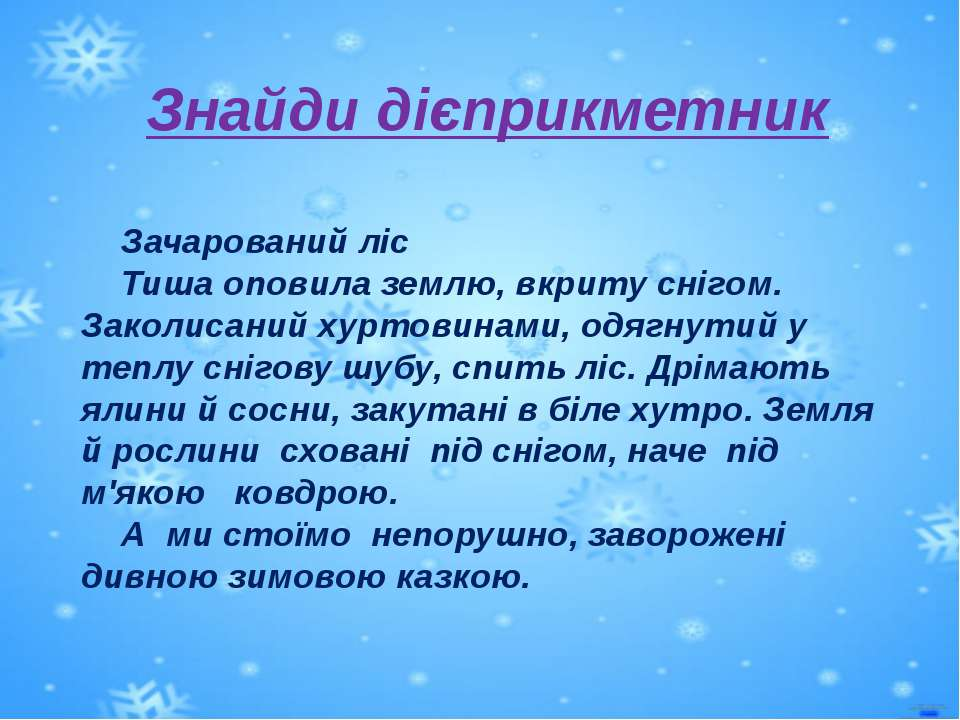 Знайди дієприкметник
Зачарований ліс
Тиша оповила землю, вкриту снігом.
Заколисаний хуртовинами, одягнутий у
теплу снігову шубу, спить ліс. Дрімають
ялини й сосни, закутані в біле хутро. Земля
й рослини сховані під снігом, наче під
м'якою ковдрою.
А ми стоїмо непорушно, заворожені
дивною зимовою казкою.